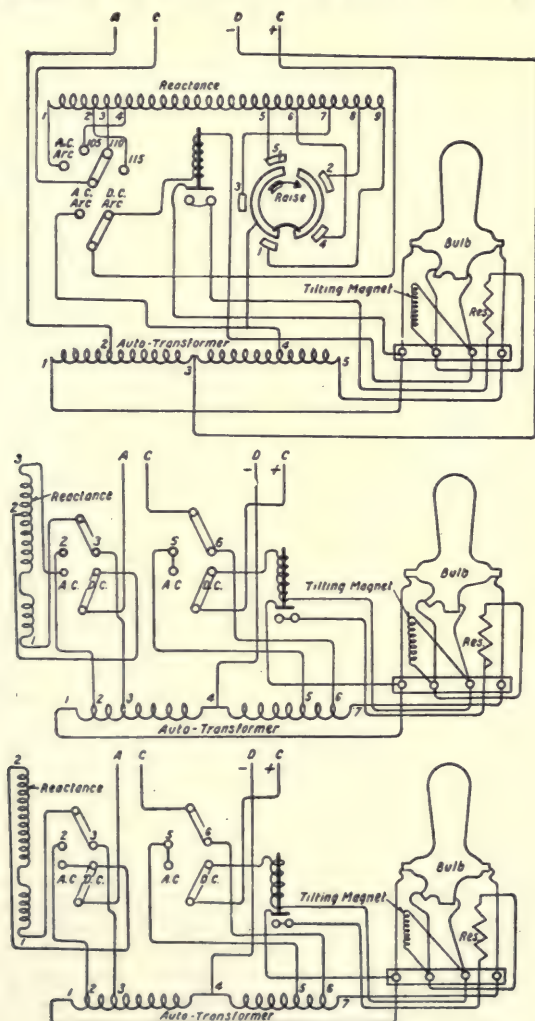 A C D C
- +
Reactance
1 2 3 4 5 6 7 8 9
A.C. Arc 105 110 115
5 2 3 4 1
Raise
A.C. Arc D.C. Arc
Bulb
Tilting Magnet
Res.
Auto-Transformer
1 2 3 4 5
A C D C
- +
3
2 Reactance
1
2 3 5 6
A.C. D.C. A.C. D.C.
Tilting Magnet
Bulb
Res.
1 2 3 4 5 6 7
Auto-Transformer
A C D C
- +
2
Reactance
1
2 3 5 6
A.C. D.C. A.C. D.C.
Tilting Magnet
Bulb
Res.
1 2 3 4 5 6 7
Auto-Transformer